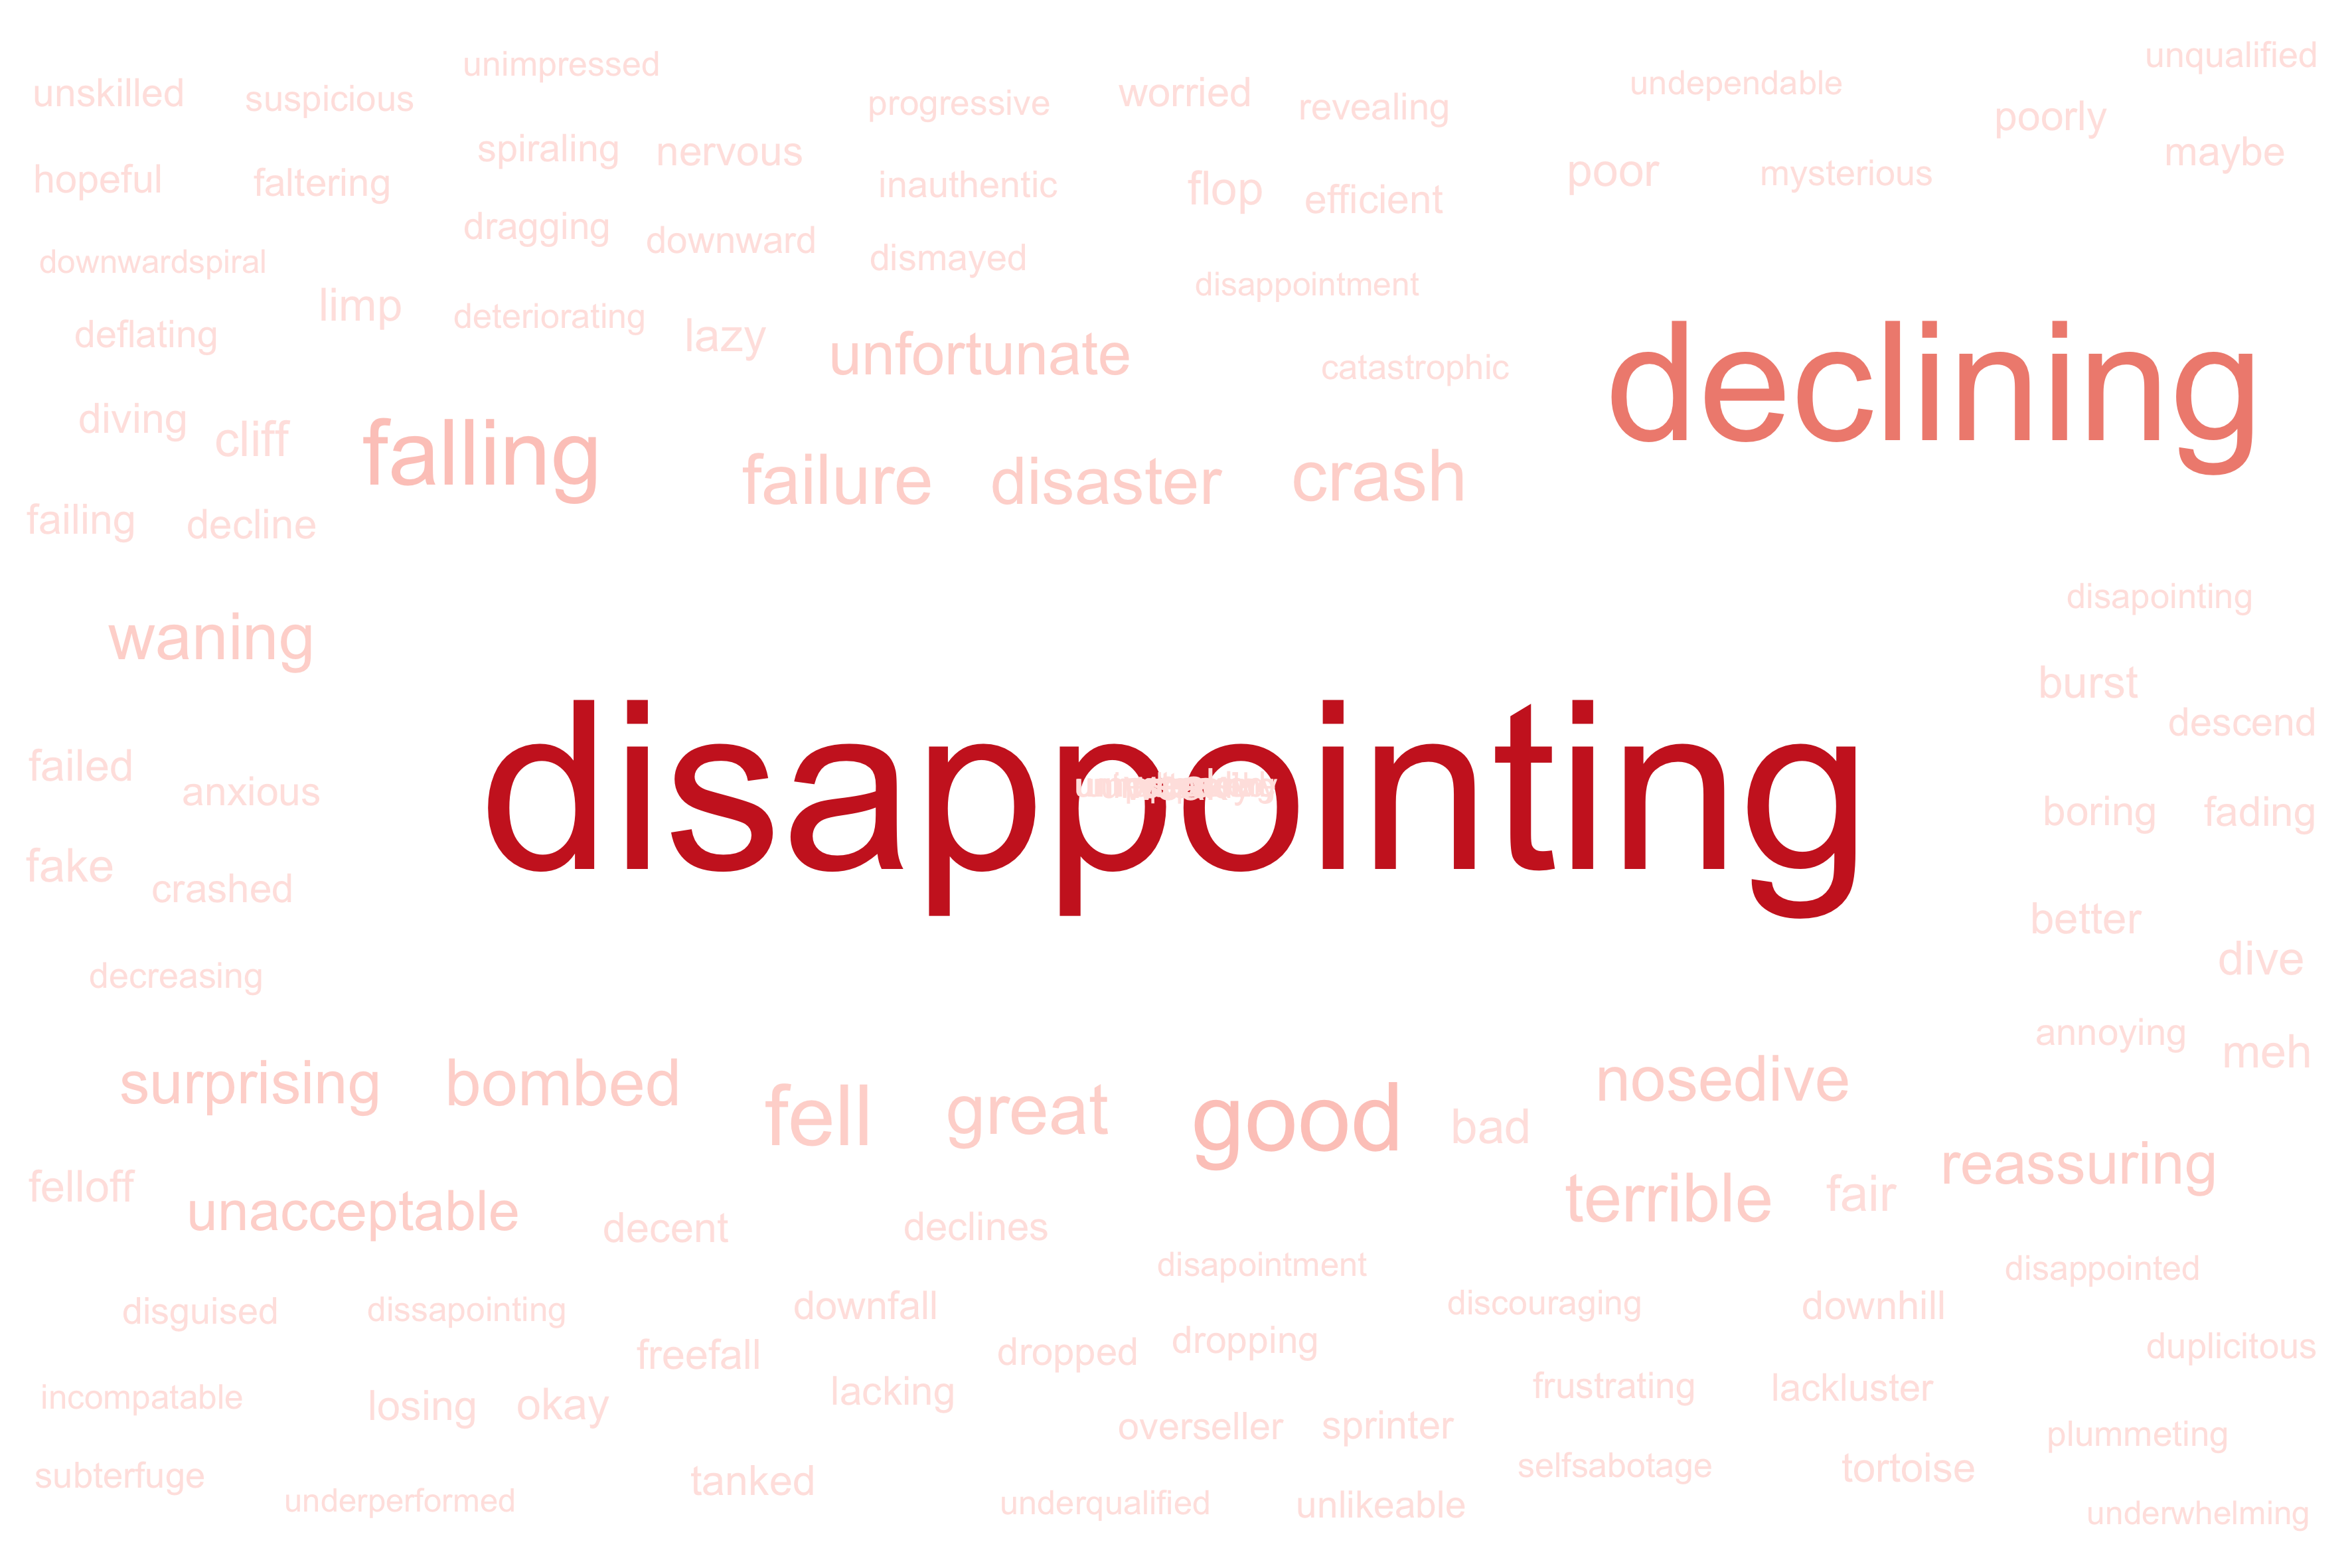 unqualified
unimpressed
undependable
unskilled
suspicious
progressive
worried
revealing
poorly
spiraling
nervous
maybe
hopeful
faltering
inauthentic
flop
efficient
poor
mysterious
dragging
downward
downwardspiral
dismayed
disappointment
limp
deteriorating
deflating
lazy
unfortunate
catastrophic
declining
diving
cliff
falling
failure
disaster
crash
failing
decline
disapointing
waning
burst
descend
failed
anxious
disappointing
boring
fading
fake
crashed
better
dive
decreasing
annoying
meh
surprising
bombed
fell
great
good
bad
nosedive
felloff
unacceptable
decent
declines
terrible
fair
reassuring
disapointment
disappointed
disguised
dissapointing
downfall
discouraging
downhill
freefall
dropped
dropping
duplicitous
incompatable
losing
okay
lacking
frustrating
lackluster
overseller
sprinter
plummeting
subterfuge
tanked
selfsabotage
tortoise
underperformed
underqualified
unlikeable
underwhelming